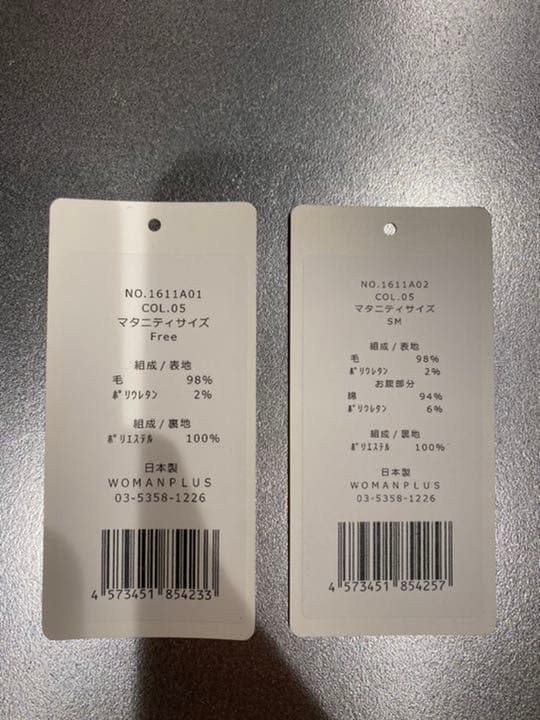 NO.1611A01
COL.05
マタニティサイズ
Free
組成/表地
毛 98%
ﾎﾟﾘｳﾚﾀﾝ 2%
組成/裏地
ﾎﾟﾘｴｽﾃﾙ 100%
日本製
WOMANPLUS
03-5358-1226
4 573451 854233
NO.1611A02
COL.05
マタニティサイズ
SM
組成/表地
毛 98%
ﾎﾟﾘｳﾚﾀﾝ 2%
お腹部分
綿 94%
ﾎﾟﾘｳﾚﾀﾝ 6%
組成/裏地
ﾎﾟﾘｴｽﾃﾙ 100%
日本製
WOMANPLUS
03-5358-1226
4 573451 854257